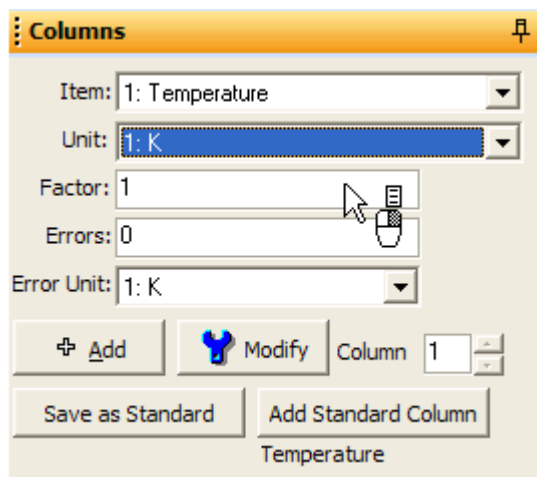 Columns
Item: 1: Temperature
Unit: 1: K
Factor: 1
Errors: 0
Error Unit: 1: K
Add Modify Column 1
Save as Standard Add Standard Column
Temperature